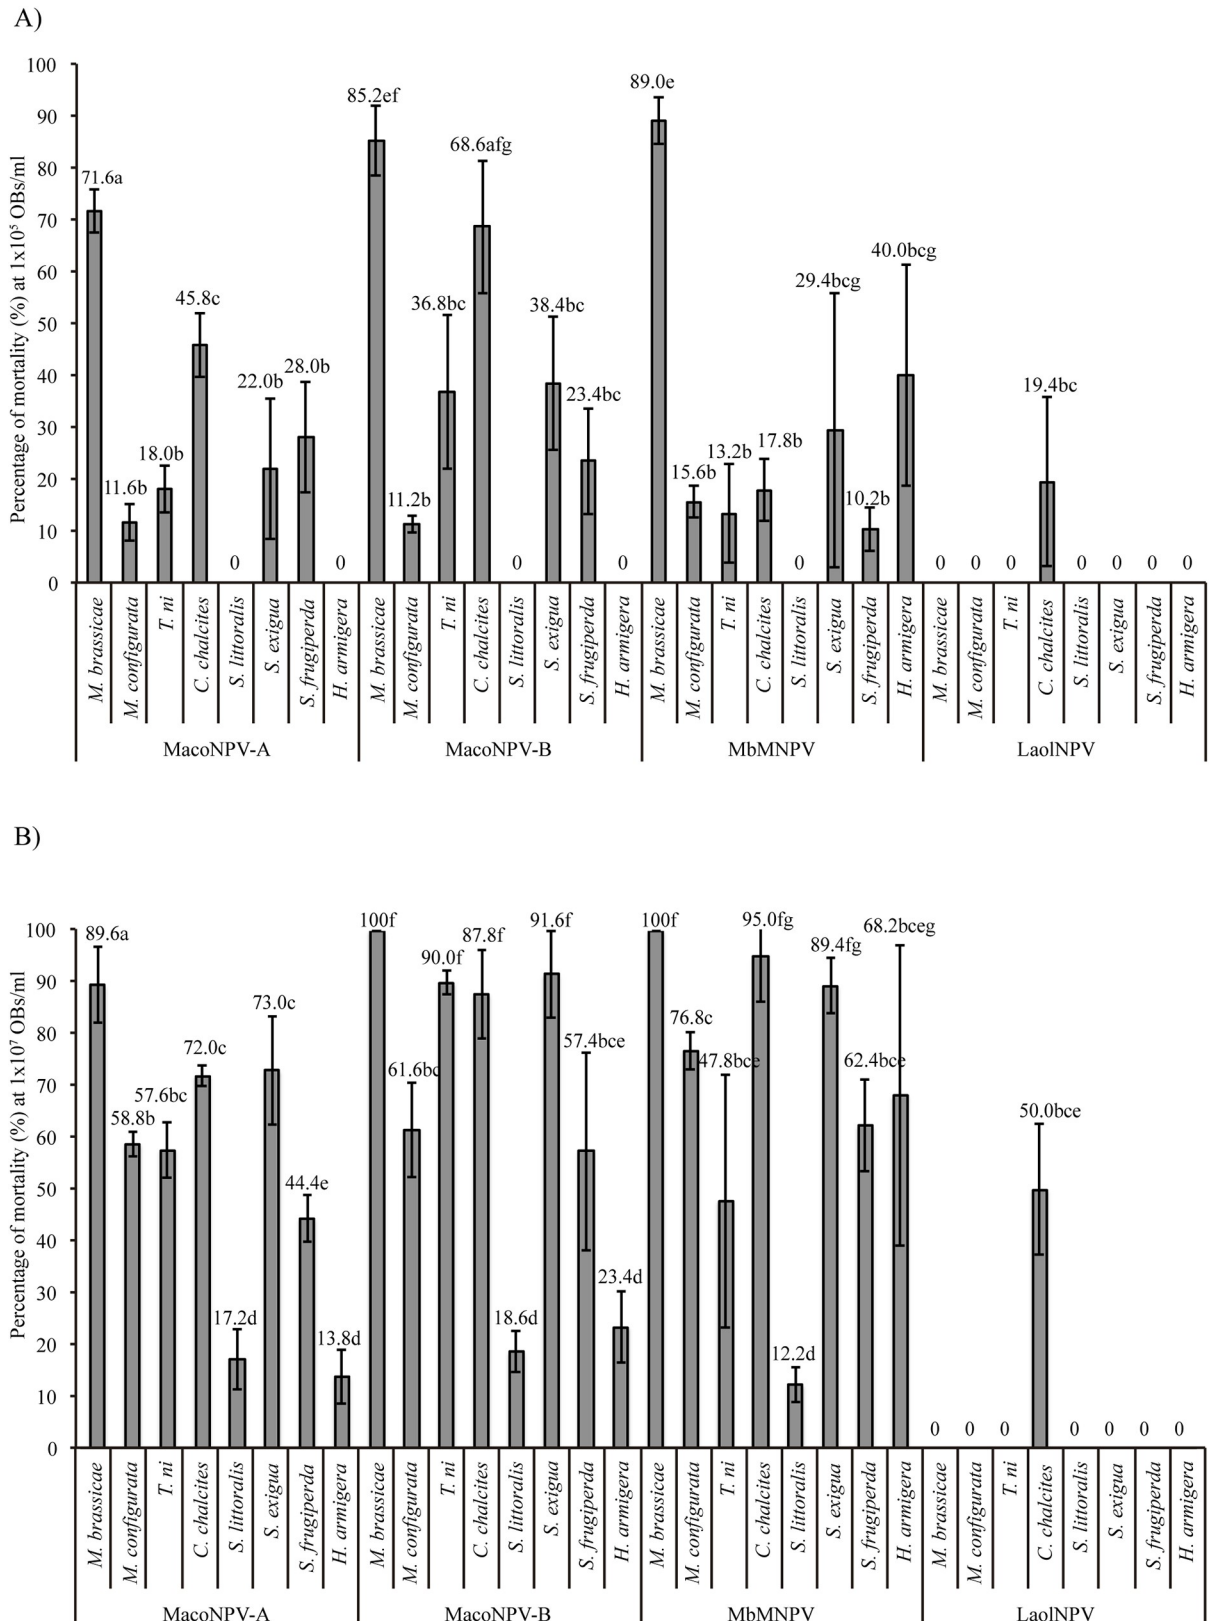 A)
Percentage of mortality (%) at 1x10⁵ OBs/ml
100
90
80
70
60
50
40
30
20
10
0
71.6a
11.6b
18.0b
45.8c
0
22.0b
28.0b
0
85.2ef
11.2b
36.8bc
68.6afg
0
38.4bc
23.4bc
0
89.0e
15.6b
13.2b
17.8b
0
29.4bcg
10.2b
40.0bcg
0
0
0
19.4bc
0
0
0
0
M. brassicae
M. configurata
T. ni
C. chalcites
S. littoralis
S. exigua
S. frugiperda
H. armigera
M. brassicae
M. configurata
T. ni
C. chalcites
S. littoralis
S. exigua
S. frugiperda
H. armigera
M. brassicae
M. configurata
T. ni
C. chalcites
S. littoralis
S. exigua
S. frugiperda
H. armigera
M. brassicae
M. configurata
T. ni
C. chalcites
S. littoralis
S. exigua
S. frugiperda
H. armigera
MacoNPV-A
MacoNPV-B
MbMNPV
LaolNPV
B)
Percentage of mortality (%) at 1x10⁷ OBs/ml
100
90
80
70
60
50
40
30
20
10
0
89.6a
58.8b
57.6bc
72.0c
17.2d
73.0c
44.4e
13.8d
100f
61.6bc
90.0f
87.8f
18.6d
91.6f
57.4bce
23.4d
100f
76.8c
47.8bce
95.0fg
12.2d
89.4fg
62.4bce
68.2bceg
0
0
0
50.0bce
0
0
0
0
M. brassicae
M. configurata
T. ni
C. chalcites
S. littoralis
S. exigua
S. frugiperda
H. armigera
M. brassicae
M. configurata
T. ni
C. chalcites
S. littoralis
S. exigua
S. frugiperda
H. armigera
M. brassicae
M. configurata
T. ni
C. chalcites
S. littoralis
S. exigua
S. frugiperda
H. armigera
M. brassicae
M. configurata
T. ni
C. chalcites
S. littoralis
S. exigua
S. frugiperda
H. armigera
MacoNPV-A
MacoNPV-B
MbMNPV
LaolNPV